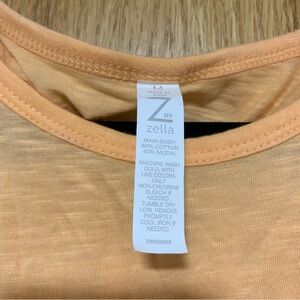 M
Z BY
zella
MAIN BODY:
60% COTTON
40% MODAL
MACHINE WASH
COLD, WITH
LIKE COLORS.
ONLY
NON-CHLORINE
BLEACH IF
NEEDED.
TUMBLE DRY
LOW, REMOVE
PROMPTLY.
COOL IRON IF
NEEDED.